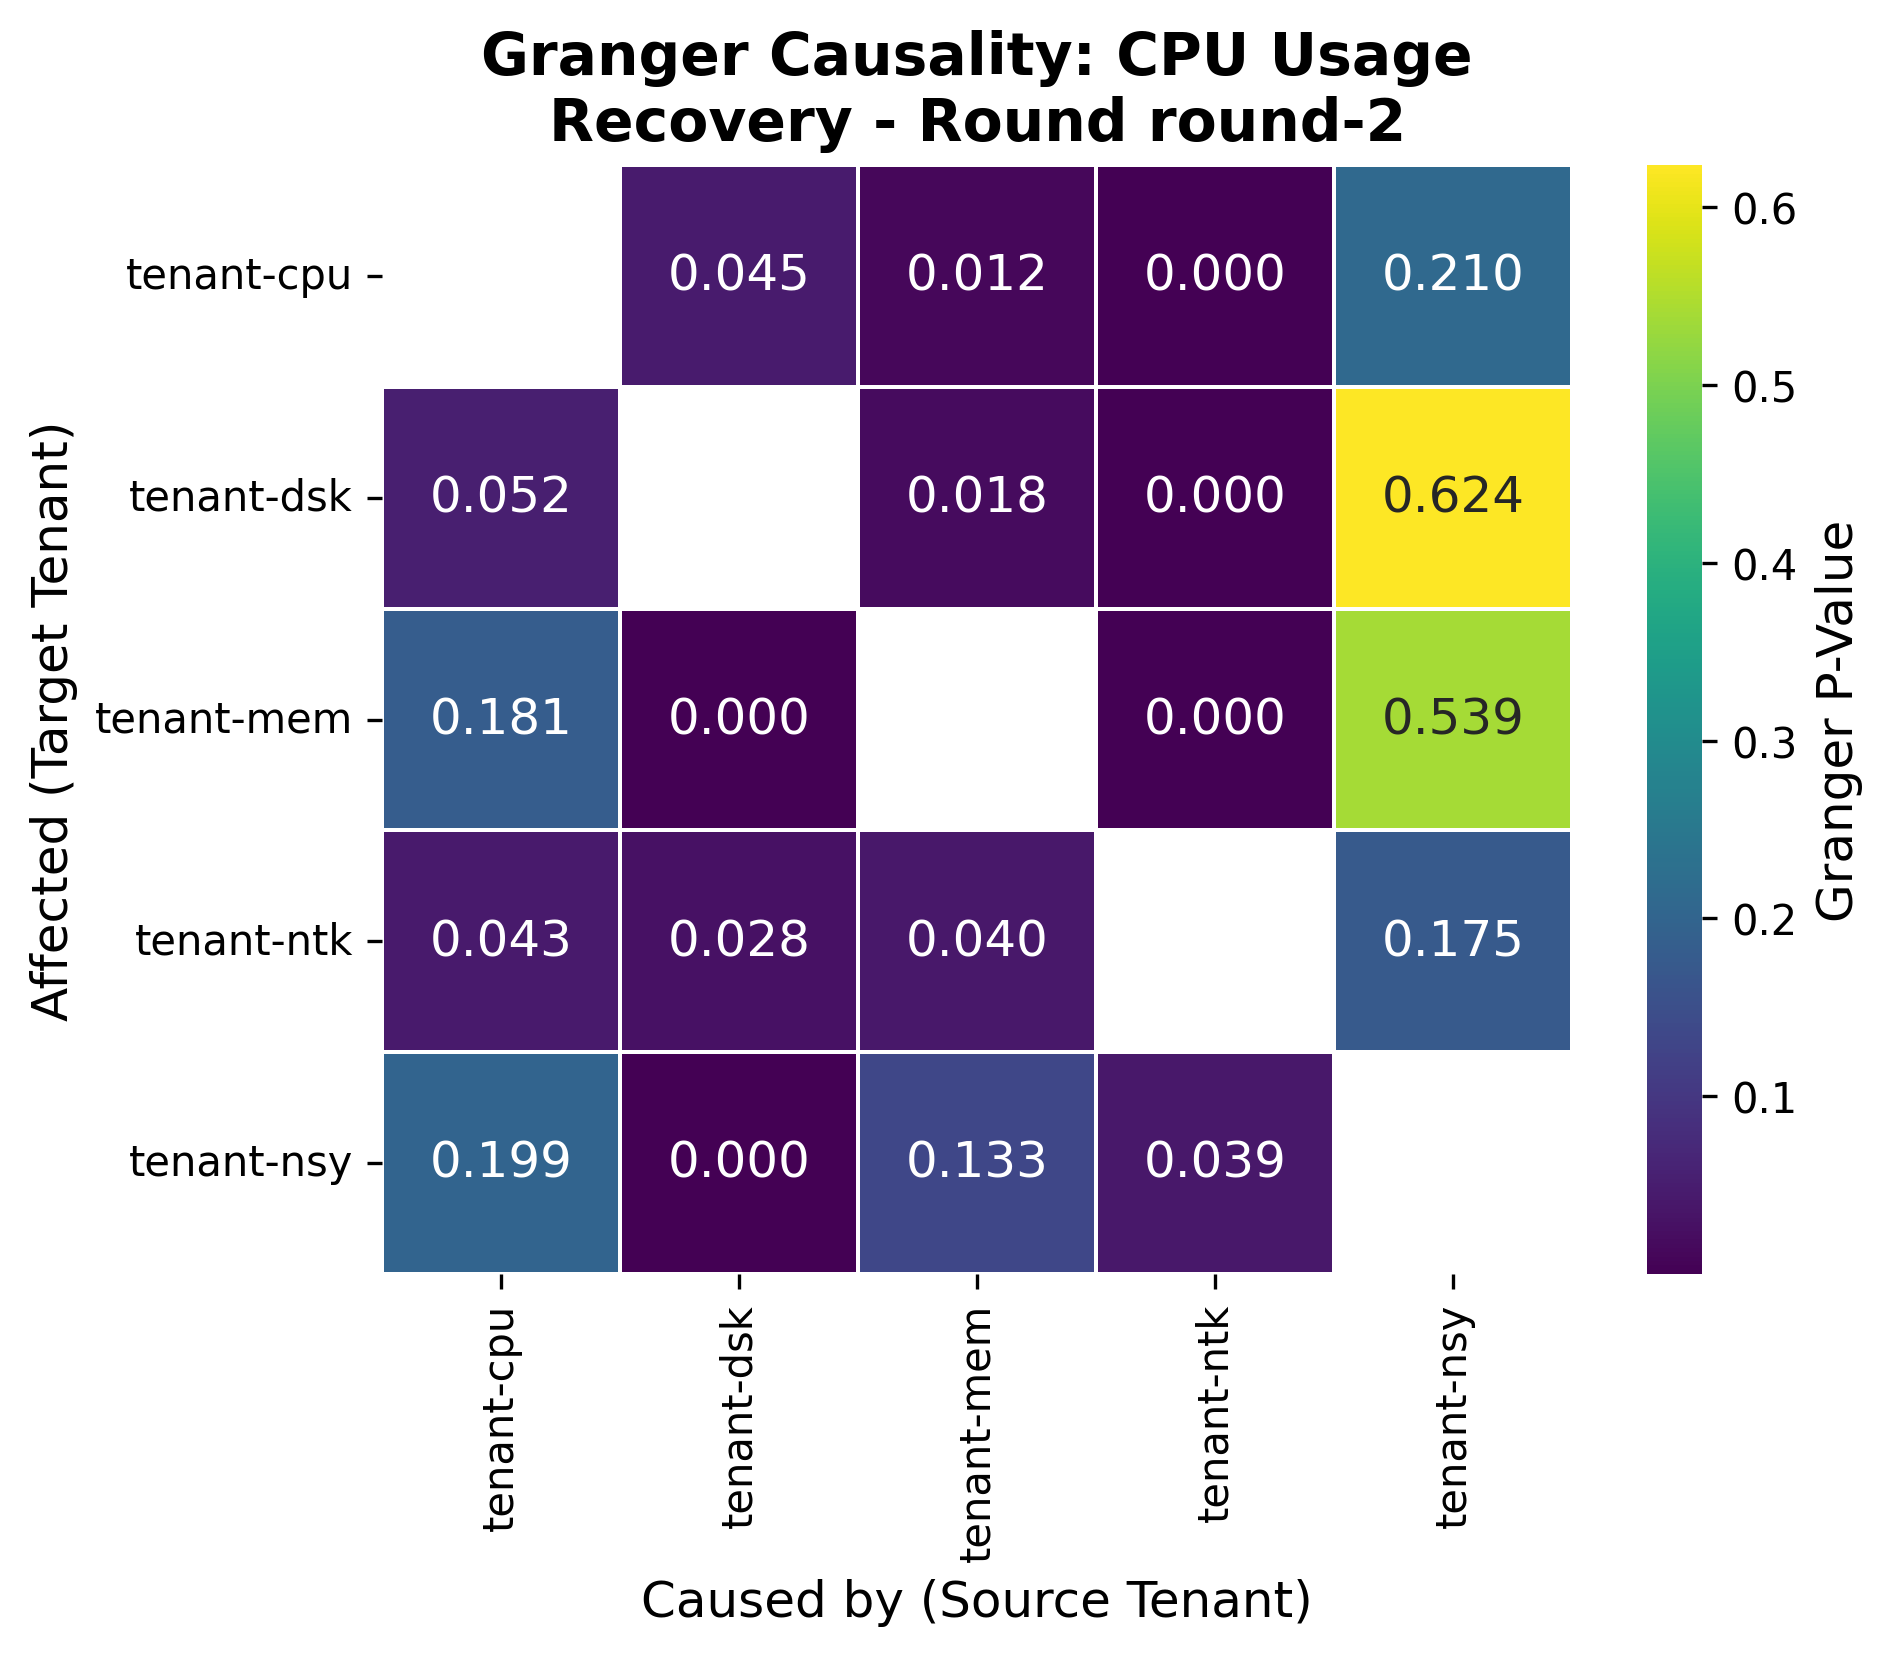 Granger Causality: CPU Usage
Recovery - Round round-2
Affected (Target Tenant)
tenant-cpu 0.045 0.012 0.000 0.210
tenant-dsk 0.052 0.018 0.000 0.624
tenant-mem 0.181 0.000 0.000 0.539
tenant-ntk 0.043 0.028 0.040 0.175
tenant-nsy 0.199 0.000 0.133 0.039
tenant-cpu tenant-dsk tenant-mem tenant-ntk tenant-nsy
Caused by (Source Tenant)
0.6
0.5
0.4
0.3
0.2
0.1
Granger P-Value